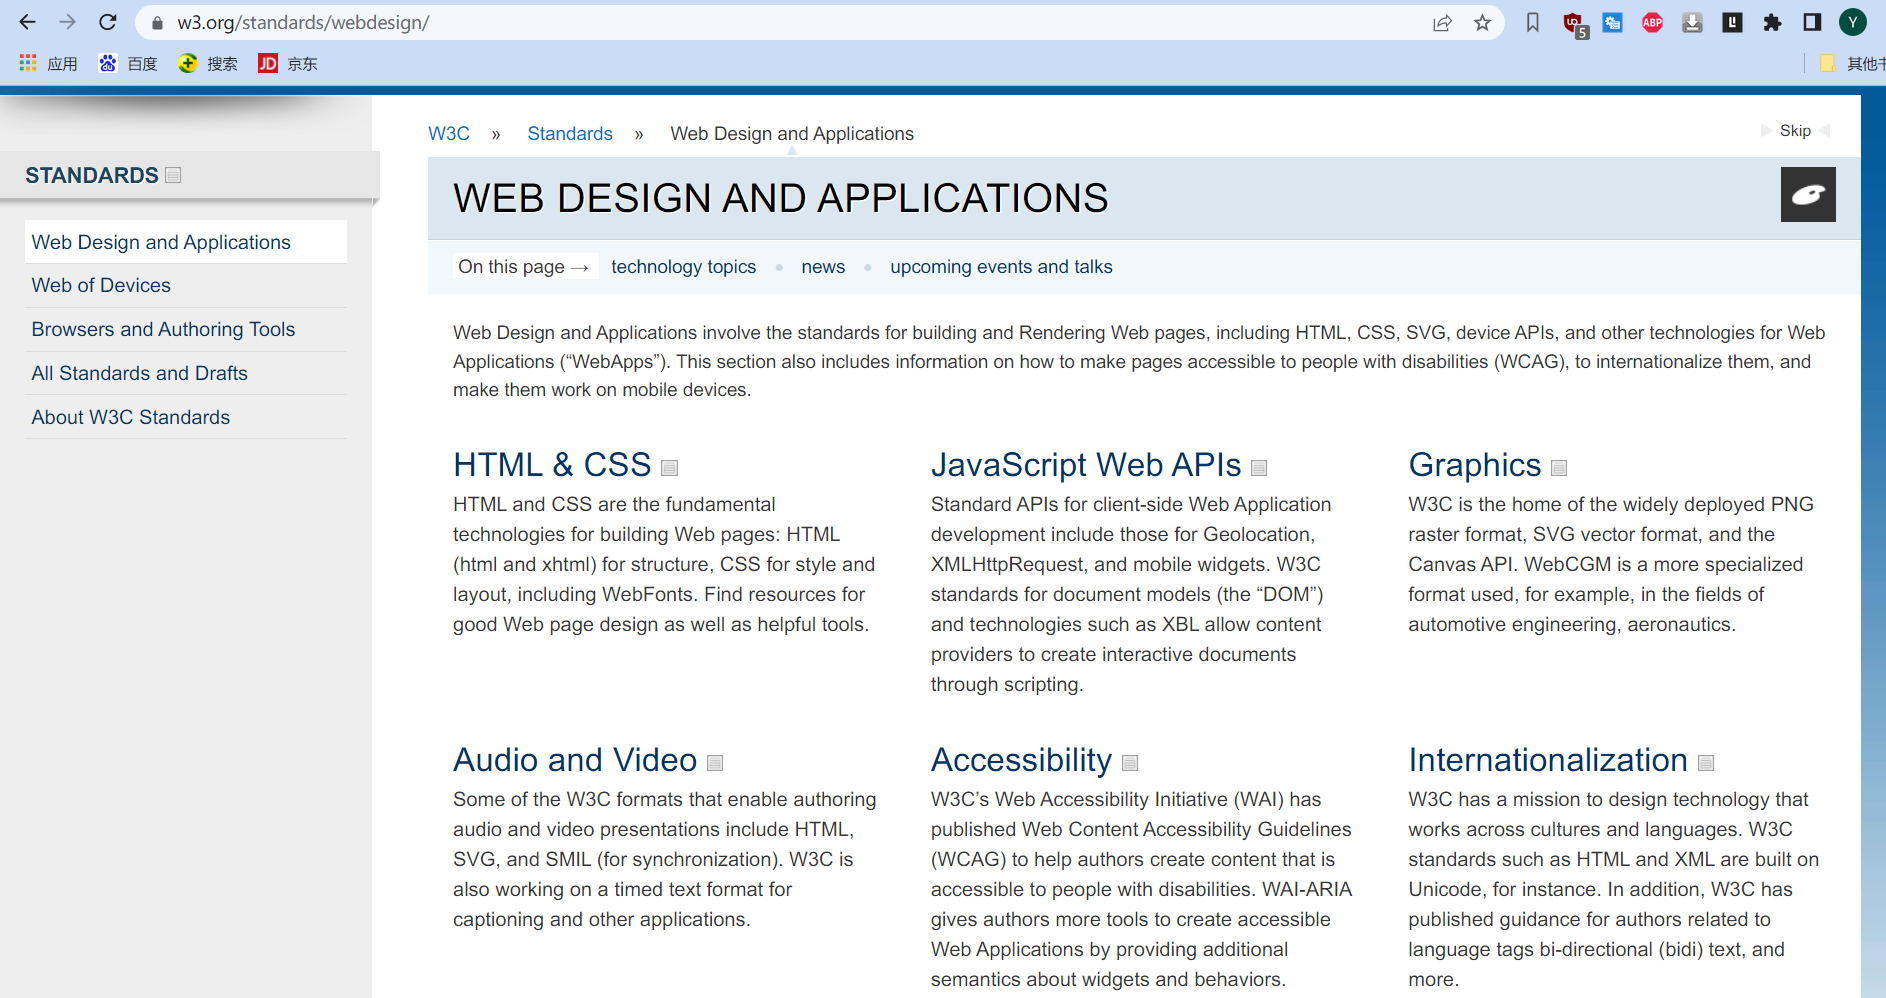 w3.org/standards/webdesign/
5
ABP
Y
应用
百度
搜索
JD 京东
W3C » Standards » Web Design and Applications
Skip
STANDARDS
Web Design and Applications
Web of Devices
Browsers and Authoring Tools
All Standards and Drafts
About W3C Standards
WEB DESIGN AND APPLICATIONS
On this page → technology topics • news • upcoming events and talks
Web Design and Applications involve the standards for building and Rendering Web pages, including HTML, CSS, SVG, device APIs, and other technologies for Web
Applications (“WebApps”). This section also includes information on how to make pages accessible to people with disabilities (WCAG), to internationalize them, and
make them work on mobile devices.
HTML & CSS
HTML and CSS are the fundamental
technologies for building Web pages: HTML
(html and xhtml) for structure, CSS for style and
layout, including WebFonts. Find resources for
good Web page design as well as helpful tools.
JavaScript Web APIs
Standard APIs for client-side Web Application
development include those for Geolocation,
XMLHttpRequest, and mobile widgets. W3C
standards for document models (the “DOM”)
and technologies such as XBL allow content
providers to create interactive documents
through scripting.
Graphics
W3C is the home of the widely deployed PNG
raster format, SVG vector format, and the
Canvas API. WebCGM is a more specialized
format used, for example, in the fields of
automotive engineering, aeronautics.
Audio and Video
Some of the W3C formats that enable authoring
audio and video presentations include HTML,
SVG, and SMIL (for synchronization). W3C is
also working on a timed text format for
captioning and other applications.
Accessibility
W3C’s Web Accessibility Initiative (WAI) has
published Web Content Accessibility Guidelines
(WCAG) to help authors create content that is
accessible to people with disabilities. WAI-ARIA
gives authors more tools to create accessible
Web Applications by providing additional
semantics about widgets and behaviors.
Internationalization
W3C has a mission to design technology that
works across cultures and languages. W3C
standards such as HTML and XML are built on
Unicode, for instance. In addition, W3C has
published guidance for authors related to
language tags bi-directional (bidi) text, and
more.